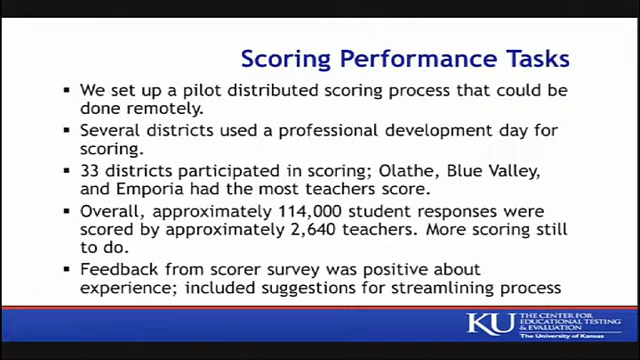 Scoring Performance Tasks
▪ We set up a pilot distributed scoring process that could be
done remotely.
▪ Several districts used a professional development day for
scoring.
▪ 33 districts participated in scoring; Olathe, Blue Valley,
and Emporia had the most teachers score.
▪ Overall, approximately 114,000 student responses were
scored by approximately 2,640 teachers. More scoring still
to do.
▪ Feedback from scorer survey was positive about
experience; included suggestions for streamlining process
KU
THE CENTER FOR
EDUCATIONAL TESTING
& EVALUATION
The University of Kansas